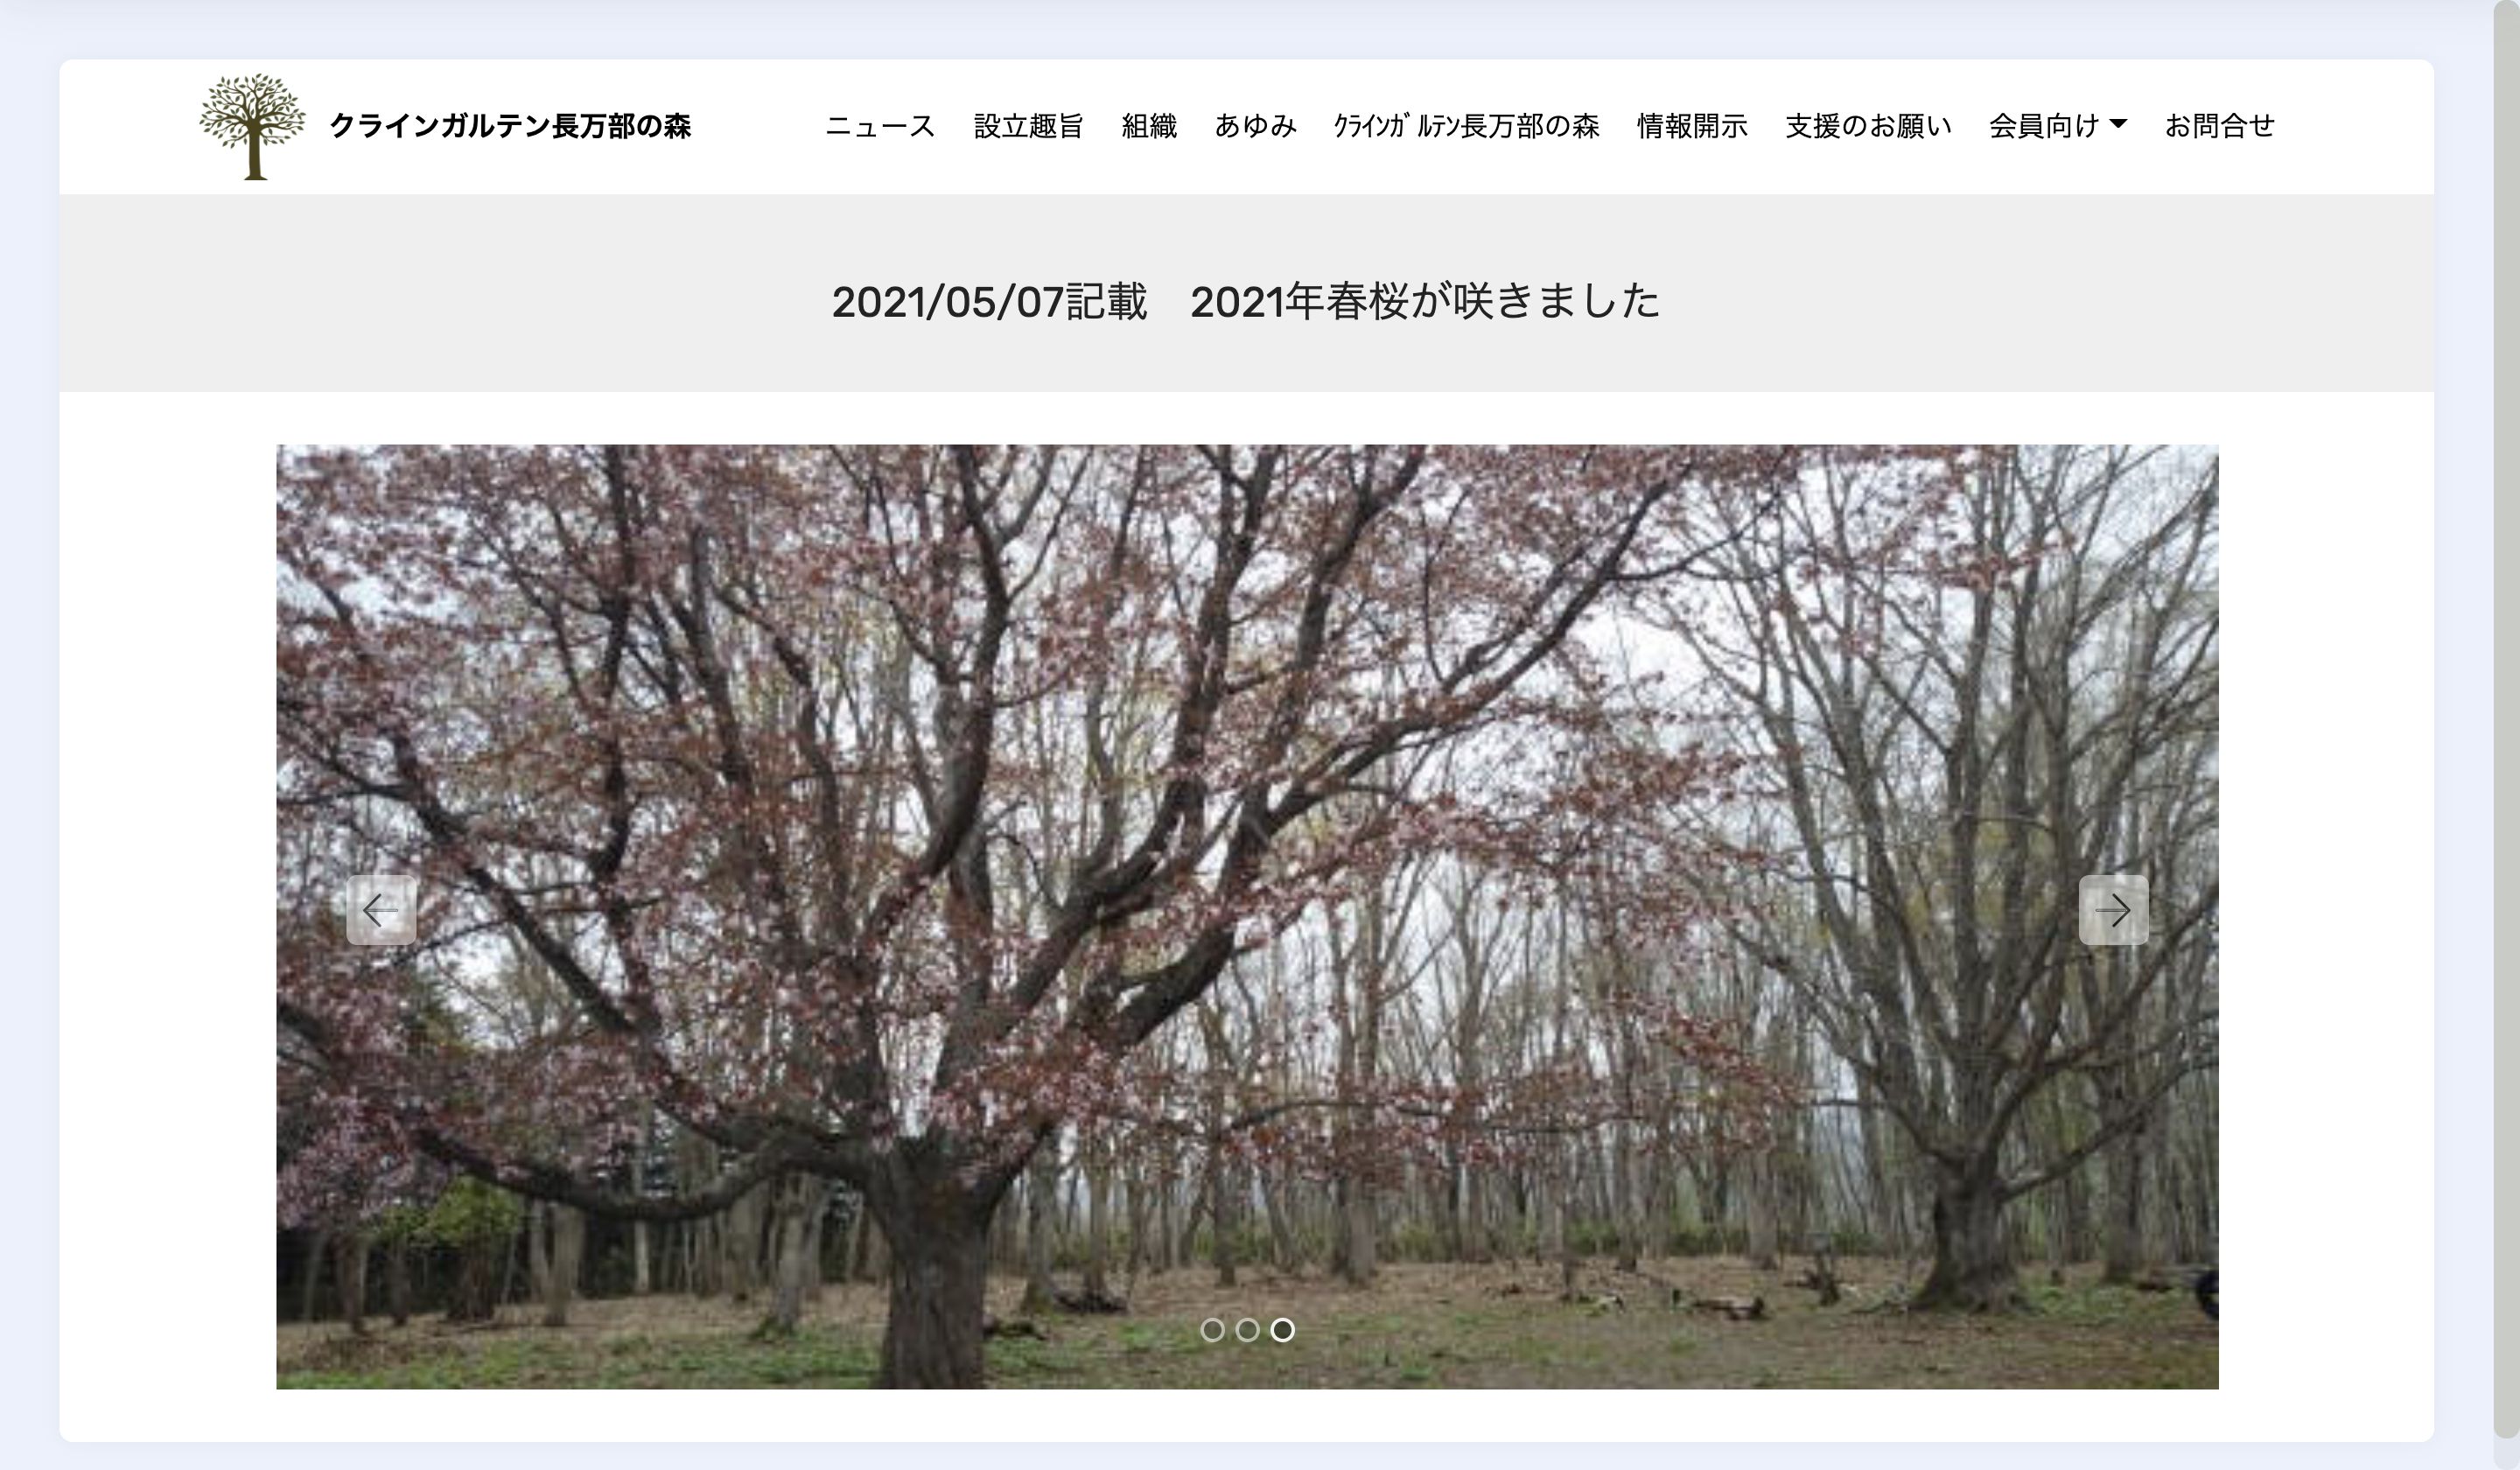 クラインガルテン長万部の森
ニュース 設立趣旨 組織 あゆみ ｸﾗｲﾝｶﾞﾙﾃﾝ長万部の森 情報開示 支援のお願い 会員向け お問合せ
2021/05/07記載　2021年春桜が咲きました